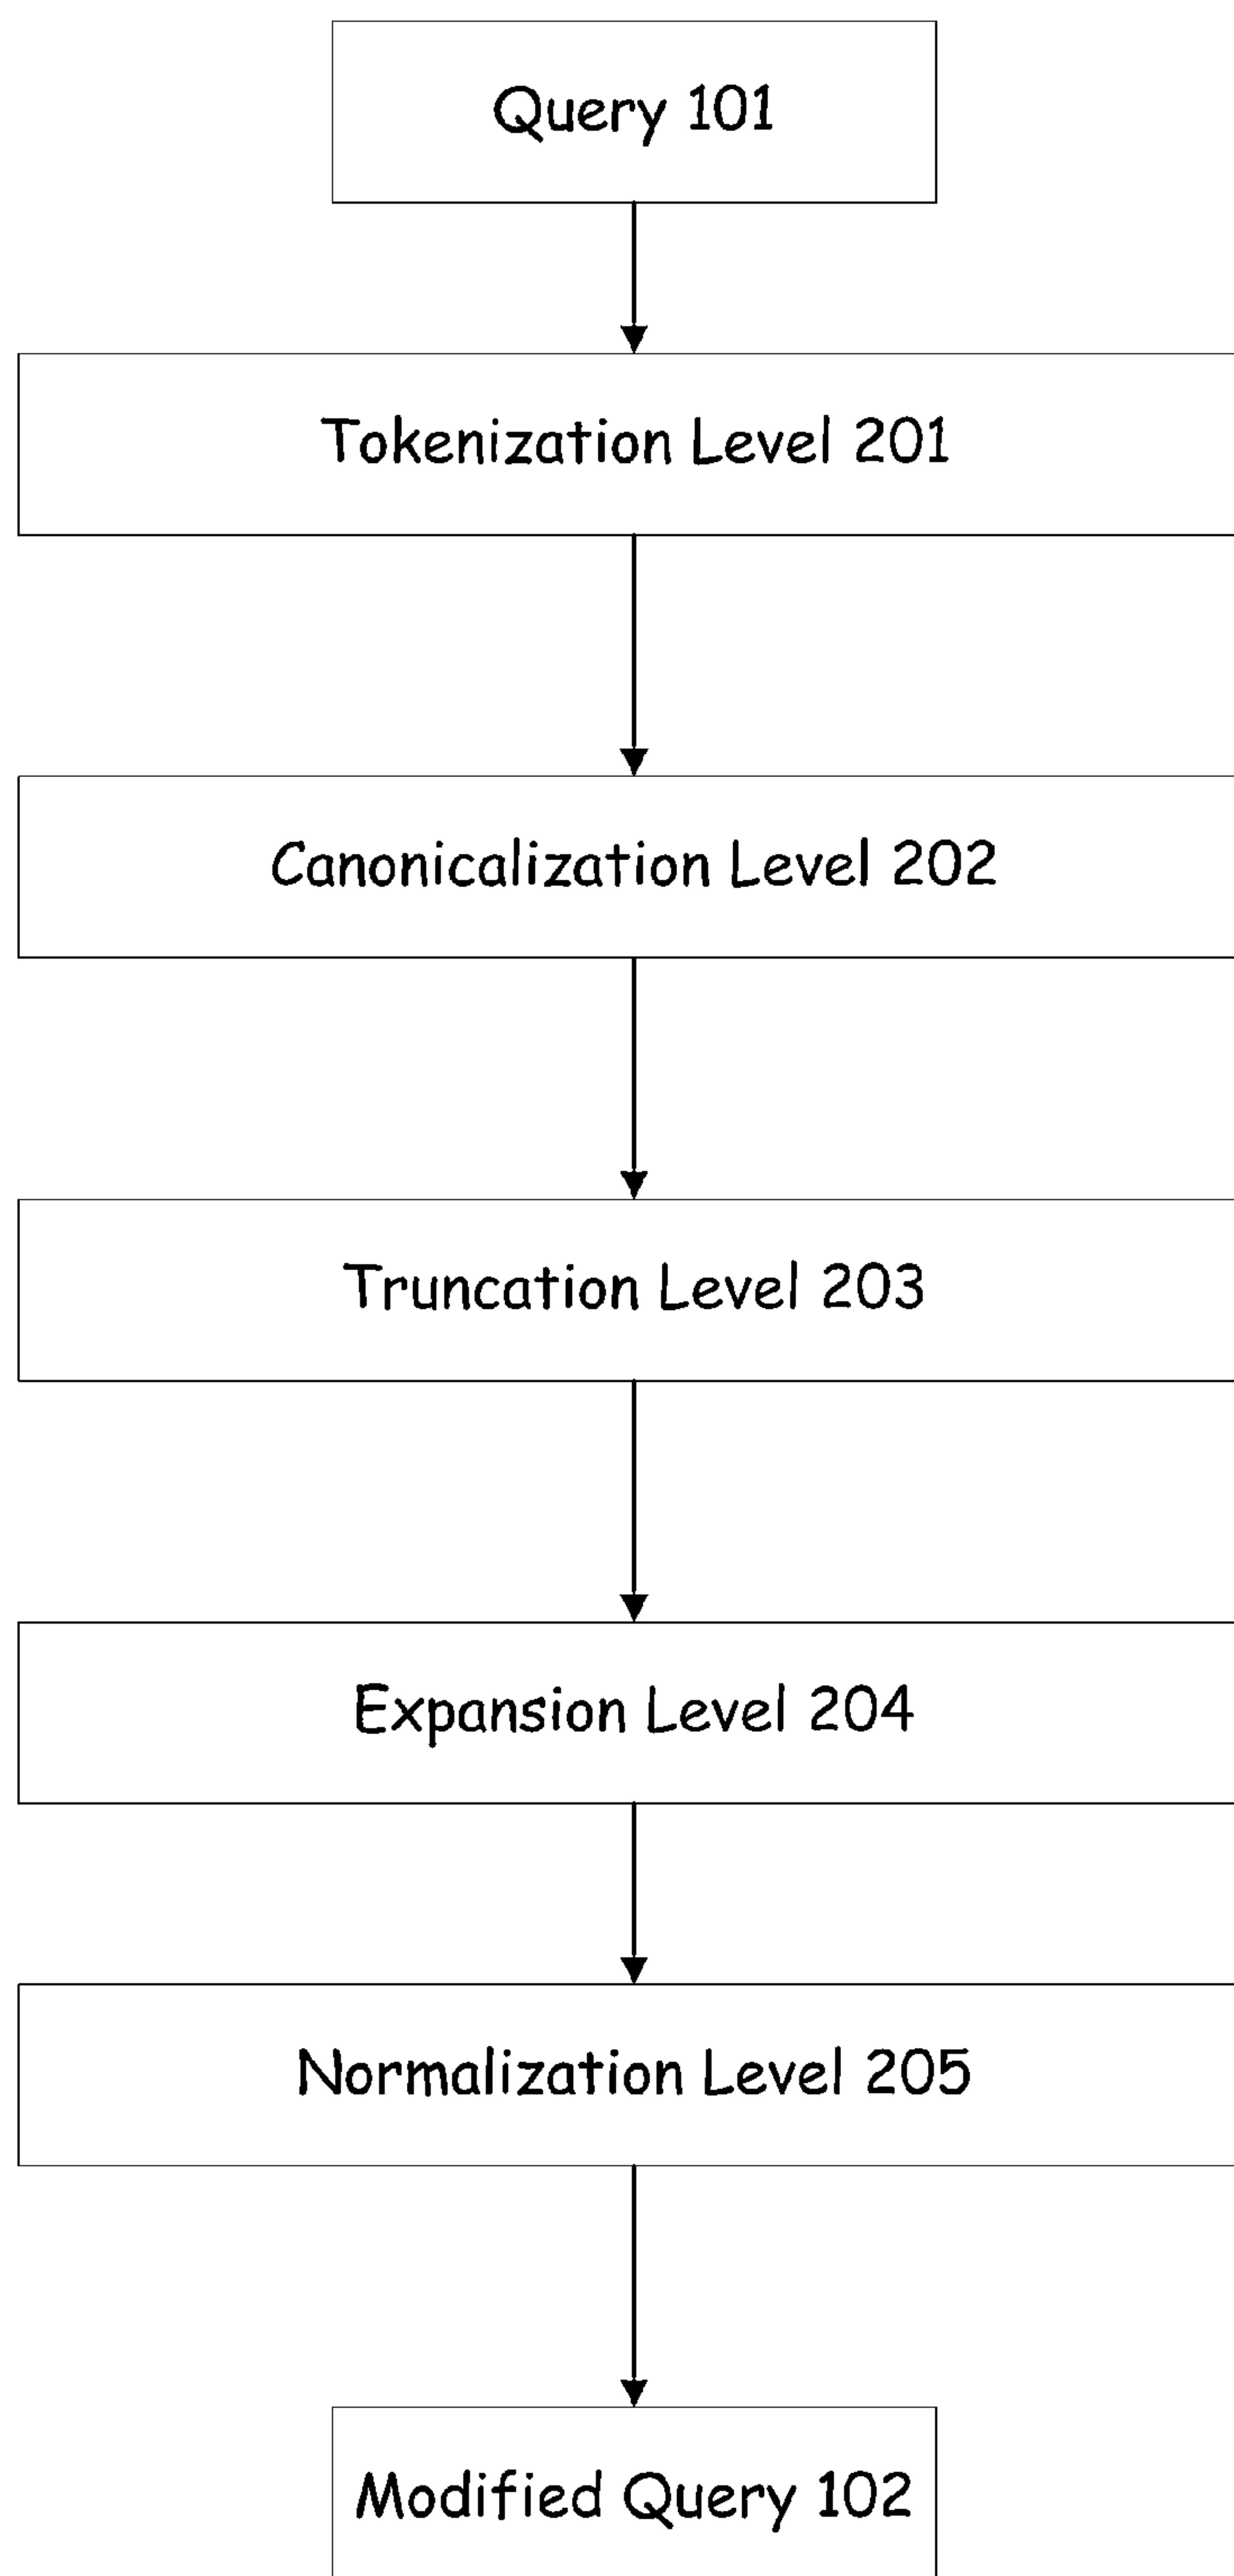 Query 101
Tokenization Level 201
Canonicalization Level 202
Truncation Level 203
Expansion Level 204
Normalization Level 205
Modified Query 102